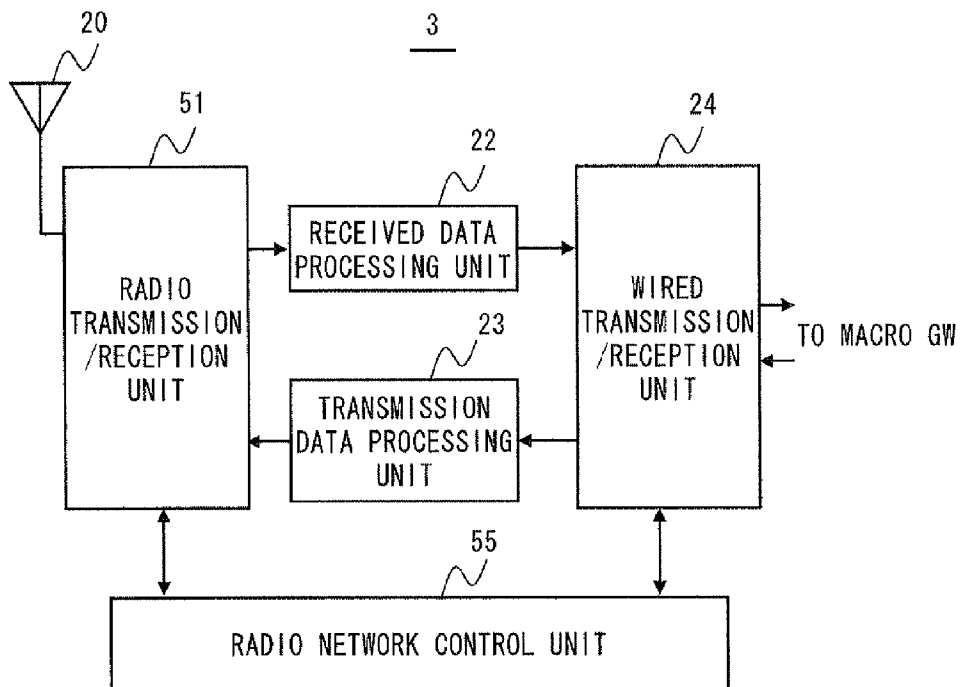 20
3
51
22
24
RECEIVED DATA
PROCESSING UNIT
RADIO
TRANSMISSION
/RECEPTION
UNIT
WIRED
TRANSMISSION
/RECEPTION
UNIT
TO MACRO GW
23
TRANSMISSION
DATA PROCESSING
UNIT
55
RADIO NETWORK CONTROL UNIT